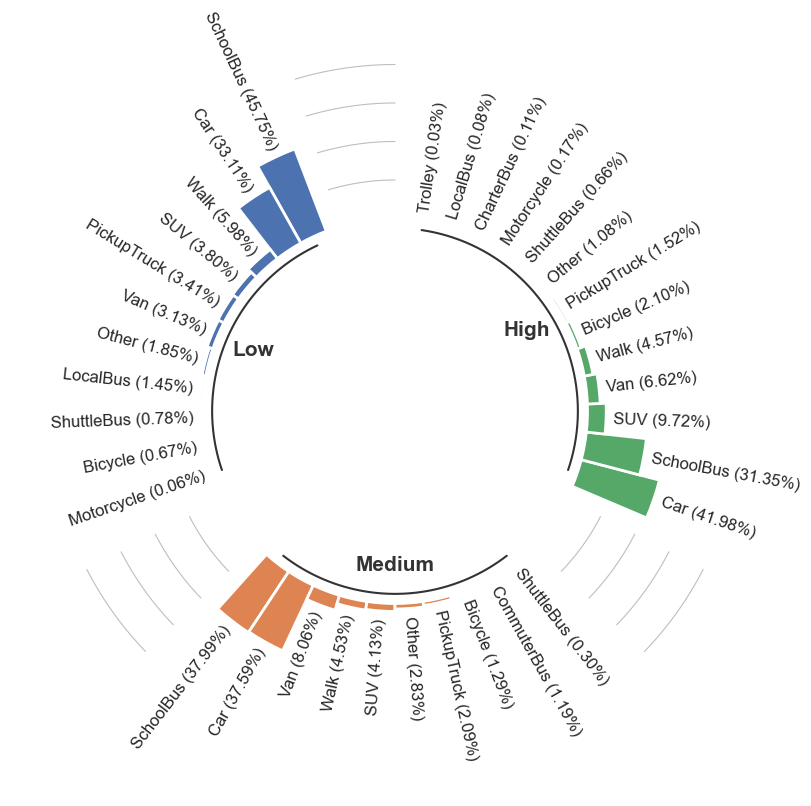 High
Trolley (0.03%)
LocalBus (0.08%)
CharterBus (0.11%)
Motorcycle (0.17%)
ShuttleBus (0.66%)
Other (1.08%)
PickupTruck (1.52%)
Bicycle (2.10%)
Walk (4.57%)
Van (6.62%)
SUV (9.72%)
SchoolBus (31.35%)
Car (41.98%)
Medium
ShuttleBus (0.30%)
CommuterBus (1.19%)
Bicycle (1.29%)
PickupTruck (2.09%)
Other (2.83%)
SUV (4.13%)
Walk (4.53%)
Van (8.06%)
Car (37.59%)
SchoolBus (37.99%)
Low
Motorcycle (0.06%)
Bicycle (0.67%)
ShuttleBus (0.78%)
LocalBus (1.45%)
Other (1.85%)
Van (3.13%)
PickupTruck (3.41%)
SUV (3.80%)
Walk (5.98%)
Car (33.11%)
SchoolBus (45.75%)